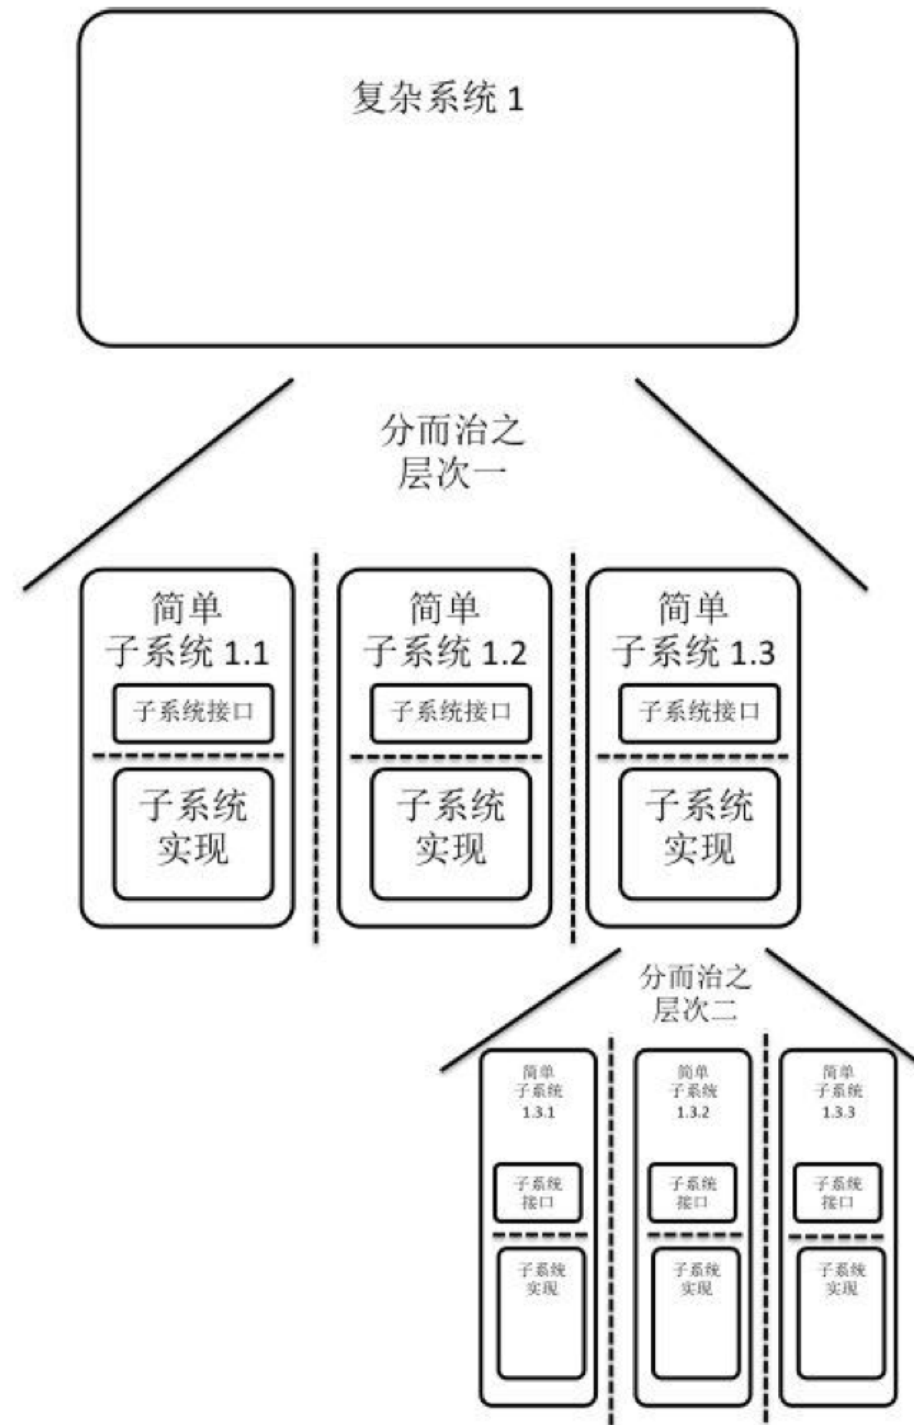 复杂系统 1
分而治之
层次一
简单
子系统 1.1
子系统接口
子系统
实现
简单
子系统 1.2
子系统接口
子系统
实现
简单
子系统 1.3
子系统接口
子系统
实现
分而治之
层次二
简单
子系统
1.3.1
子系统
接口
子系统
实现
简单
子系统
1.3.2
子系统
接口
子系统
实现
简单
子系统
1.3.3
子系统
接口
子系统
实现